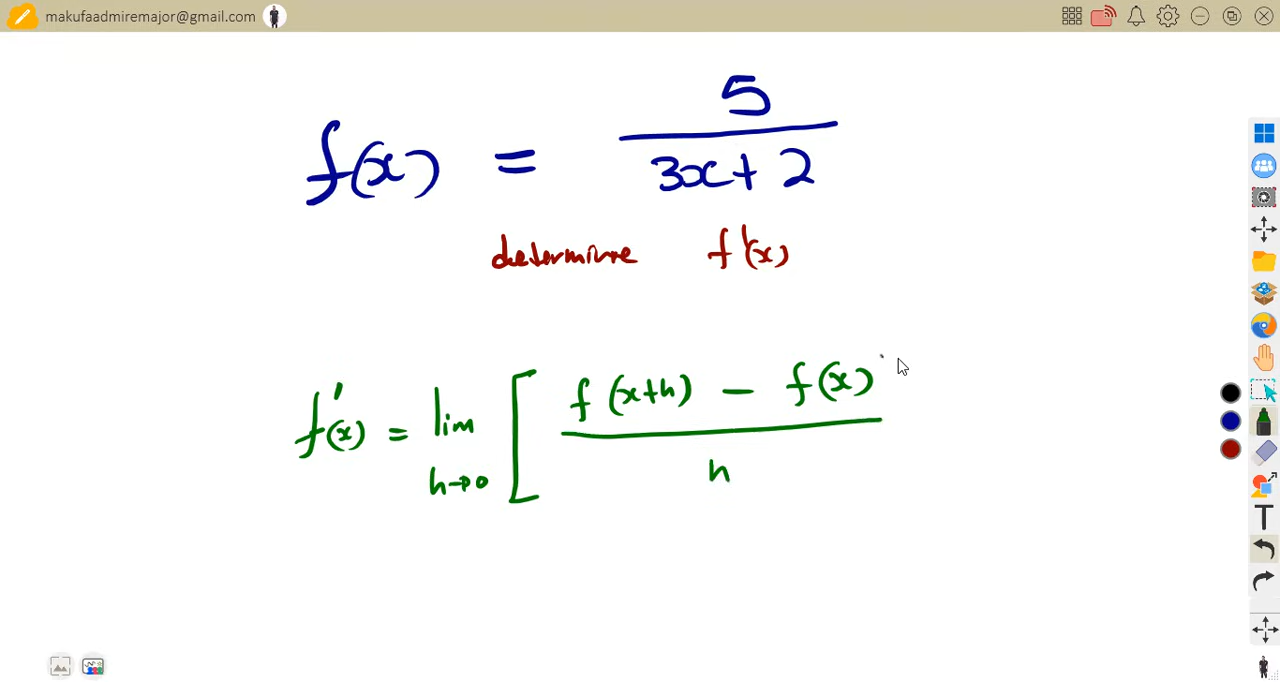 makufaadmiremajor@gmail.com
f(x) = 5 / (3x + 2)
determine f'(x)
f'(x) = lim h→0 [ (f(x+h) − f(x)) / h
T